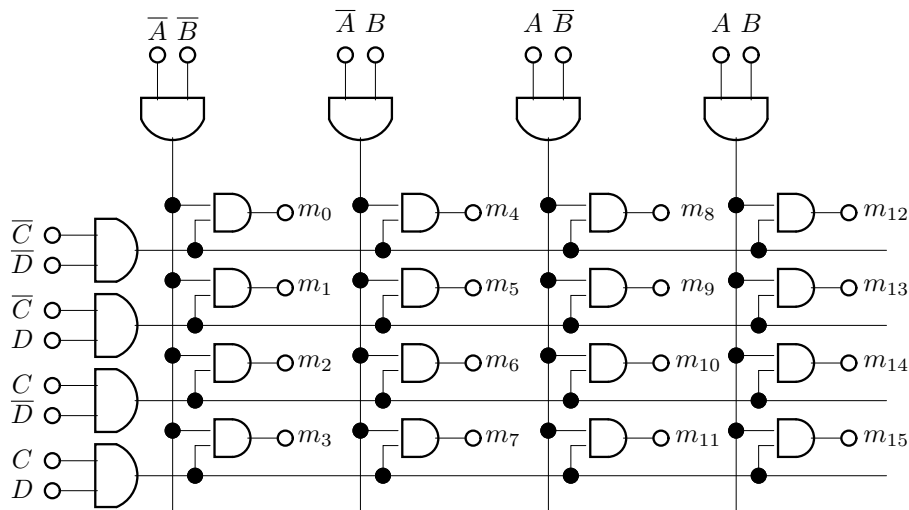 A̅ B̅ A̅ B A B̅ A B
m₀ m₄ m₈ m₁₂
C̅
D̅
m₁ m₅ m₉ m₁₃
C̅
D
m₂ m₆ m₁₀ m₁₄
C
D̅
m₃ m₇ m₁₁ m₁₅
C
D